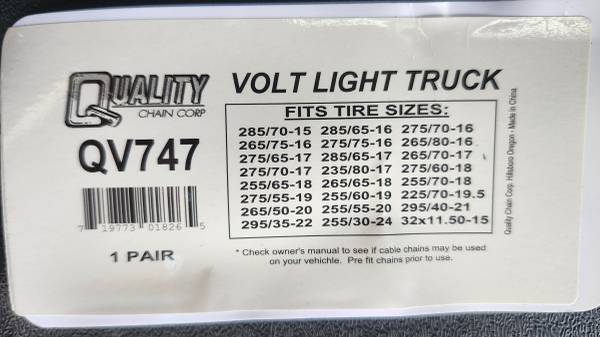 QUALITY
CHAIN CORP
QV747
7 19773 01826 5
1 PAIR
VOLT LIGHT TRUCK
FITS TIRE SIZES:
285/70-15 285/65-16 275/70-16
265/75-16 275/75-16 265/80-16
275/65-17 285/65-17 265/70-17
275/70-17 235/80-17 275/60-18
255/65-18 265/65-18 255/70-18
275/55-19 255/60-19 225/70-19.5
265/50-20 255/55-20 295/40-21
295/35-22 255/30-24 32x11.50-15
* Check owner's manual to see if cable chains may be used
on your vehichle. Pre fit chains prior to use.
Quality Chain Corp. Hillsboro Oregon - Made in China